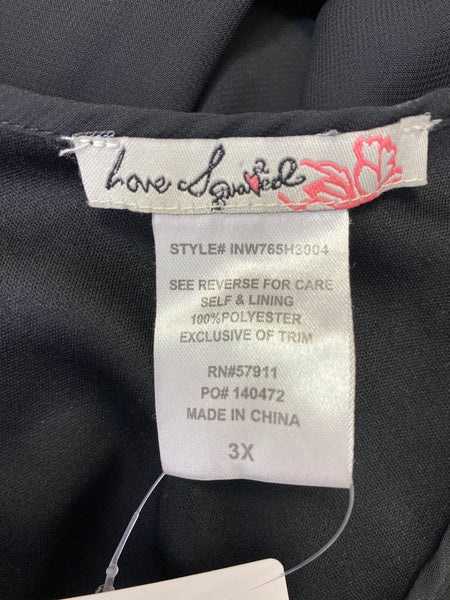 Love Squared
STYLE# INW765H3004
SEE REVERSE FOR CARE
SELF & LINING
100%POLYESTER
EXCLUSIVE OF TRIM
RN#57911
PO# 140472
MADE IN CHINA
3X